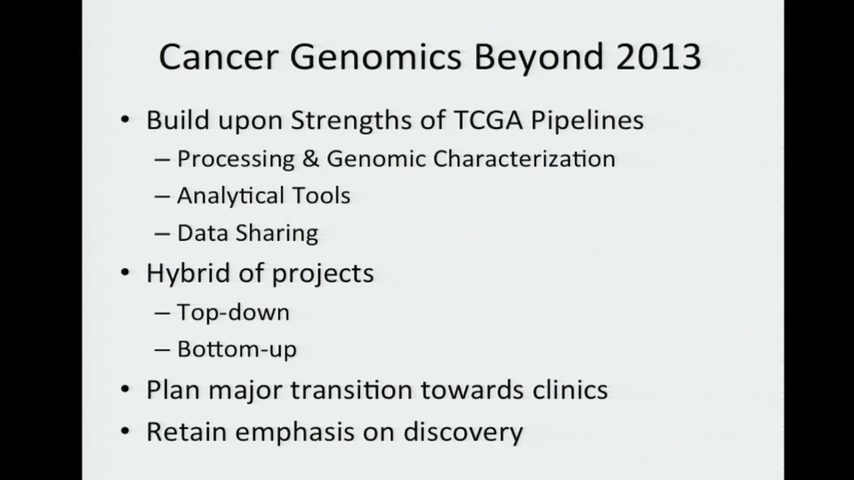 Cancer Genomics Beyond 2013
• Build upon Strengths of TCGA Pipelines
– Processing & Genomic Characterization
– Analytical Tools
– Data Sharing
• Hybrid of projects
– Top-down
– Bottom-up
• Plan major transition towards clinics
• Retain emphasis on discovery